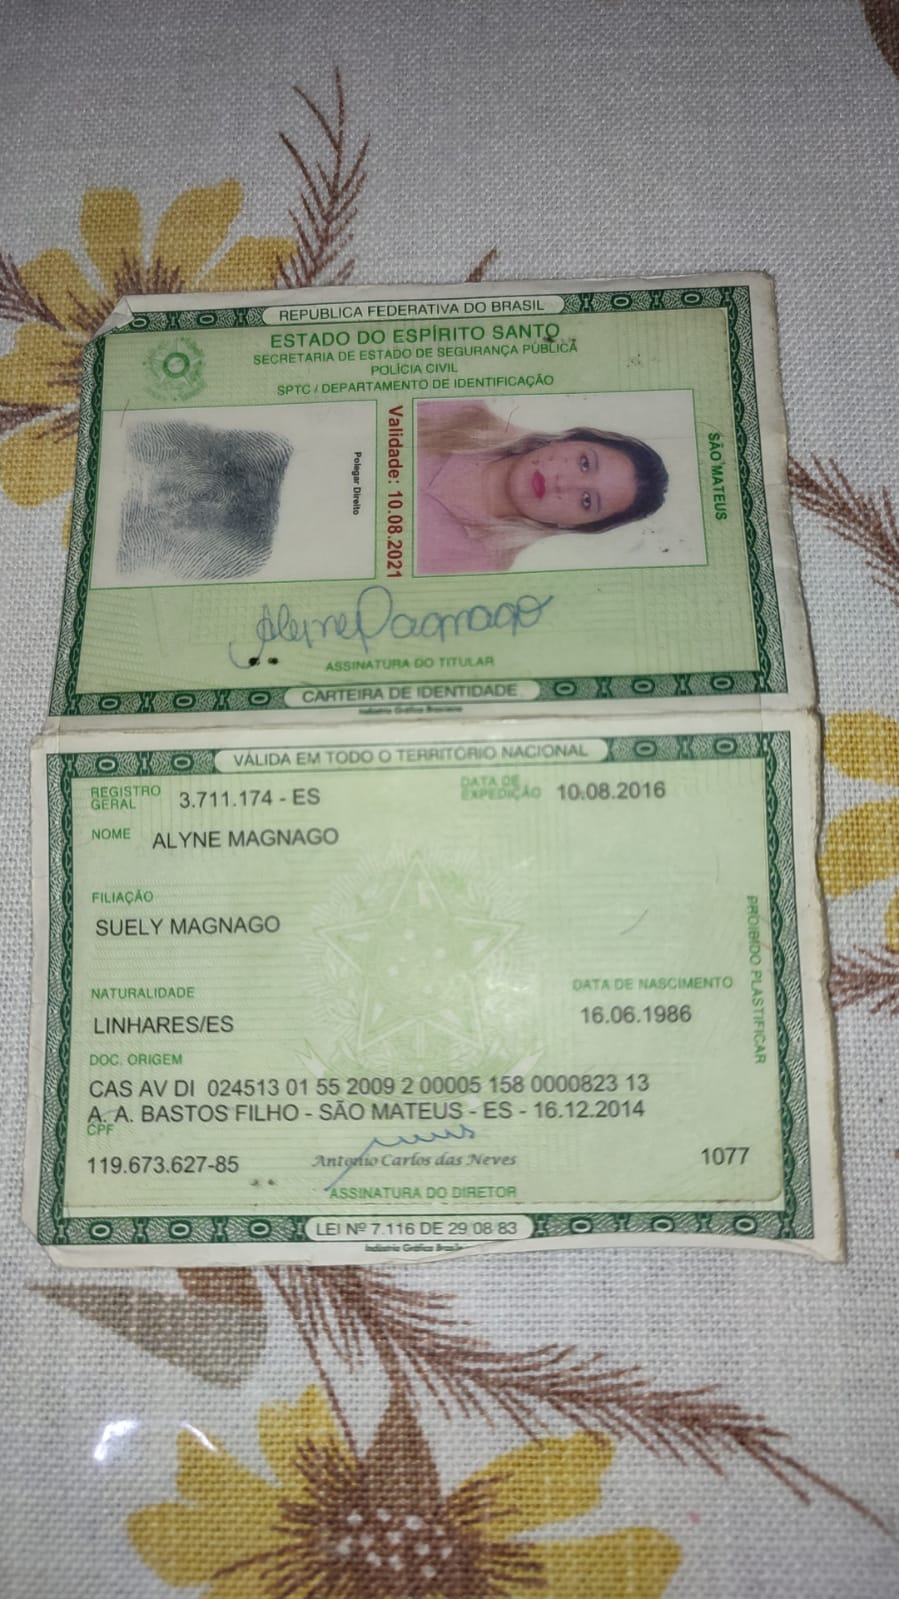 REPUBLICA FEDERATIVA DO BRASIL
ESTADO DO ESPÍRITO SANTO
SECRETARIA DE ESTADO DE SEGURANÇA PÚBLICA
POLÍCIA CIVIL
SPTC / DEPARTAMENTO DE IDENTIFICAÇÃO
Polegar Direito
Validade: 10.08.2021
SÃO MATEUS
Alyne Magnago
ASSINATURA DO TITULAR
CARTEIRA DE IDENTIDADE
Indústria Gráfica Brasileira
VÁLIDA EM TODO O TERRITÓRIO NACIONAL
REGISTRO GERAL 3.711.174 - ES DATA DE EXPEDIÇÃO 10.08.2016
NOME ALYNE MAGNAGO
FILIAÇÃO
SUELY MAGNAGO
NATURALIDADE DATA DE NASCIMENTO
LINHARES/ES 16.06.1986
DOC. ORIGEM
CAS AV DI 024513 01 55 2009 2 00005 158 0000823 13
A. A. BASTOS FILHO - SÃO MATEUS - ES - 16.12.2014
CPF
119.673.627-85 Antonio Carlos das Neves 1077
ASSINATURA DO DIRETOR
PROIBIDO PLASTIFICAR
LEI Nº 7.116 DE 29 08 83
Indústria Gráfica